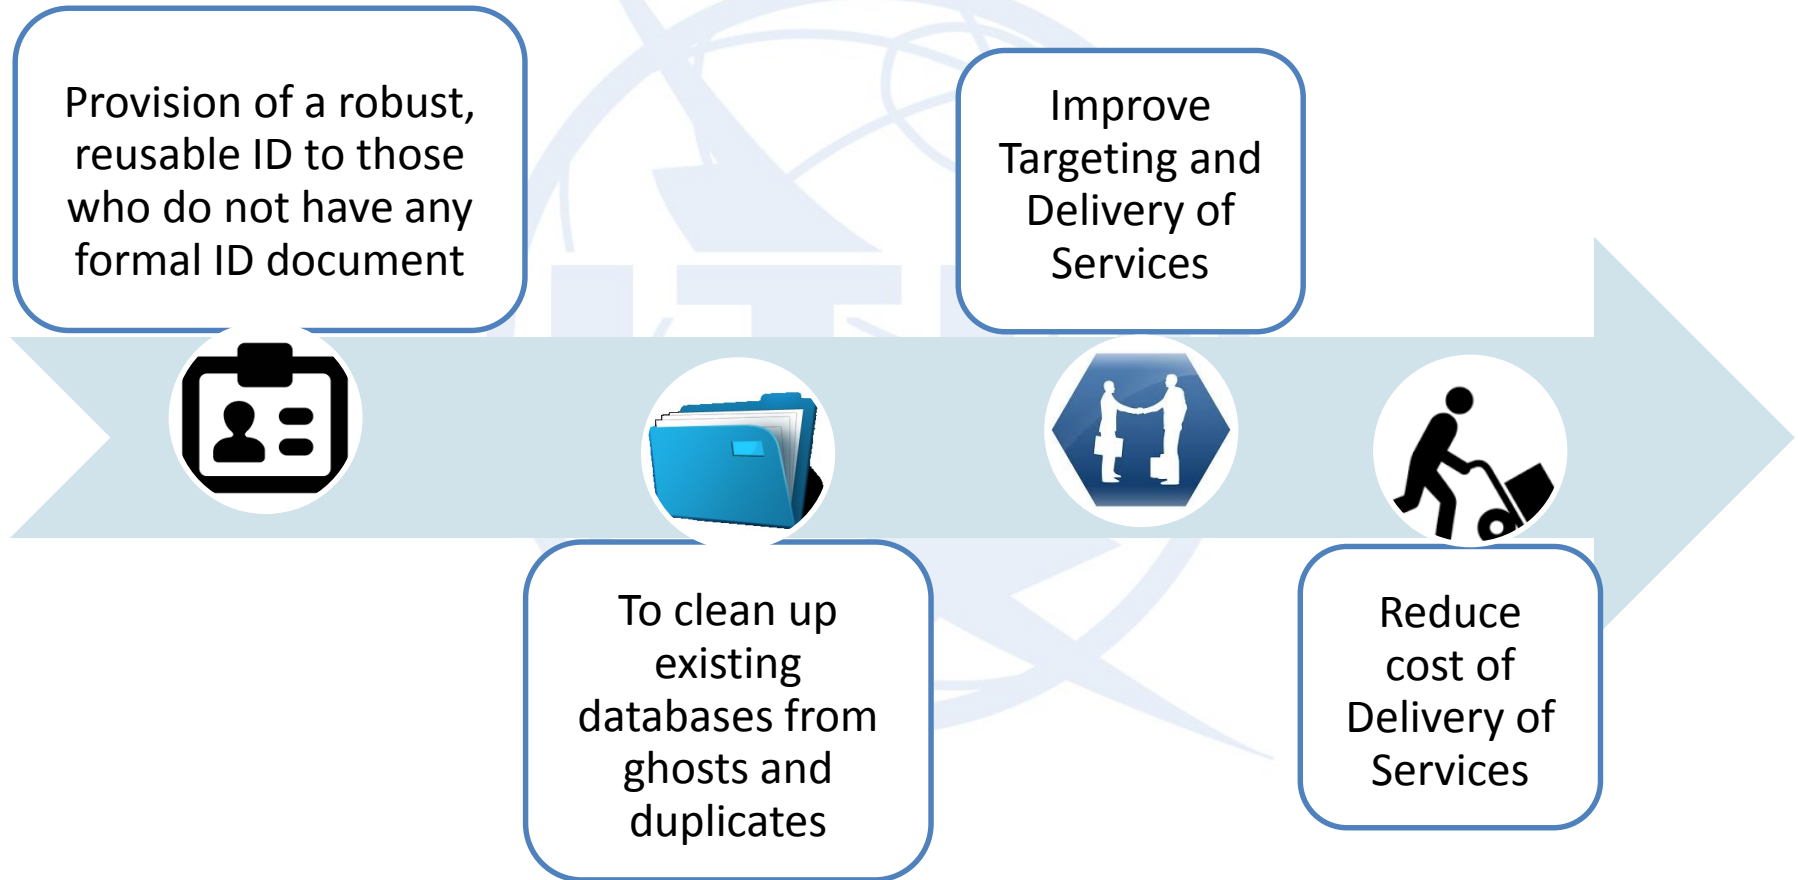 Provision of a robust,
reusable ID to those
who do not have any
formal ID document
To clean up
existing
databases from
ghosts and
duplicates
Improve
Targeting and
Delivery of
Services
Reduce
cost of
Delivery of
Services